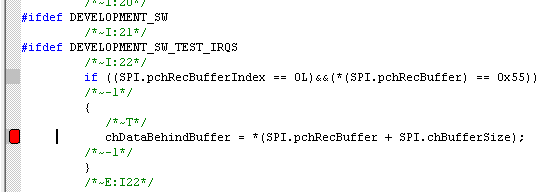 /*~I:20*/
#ifdef DEVELOPMENT_SW
/*~I:21*/
#ifdef DEVELOPMENT_SW_TEST_IRQS
/*~I:22*/
if ((SPI.pchRecBufferIndex == 0L)&&(*(SPI.pchRecBuffer) == 0x55))
/*~-1*/
{
/*~T*/
chDataBehindBuffer = *(SPI.pchRecBuffer + SPI.chBufferSize);
/*~-1*/
}
/*~E:I22*/